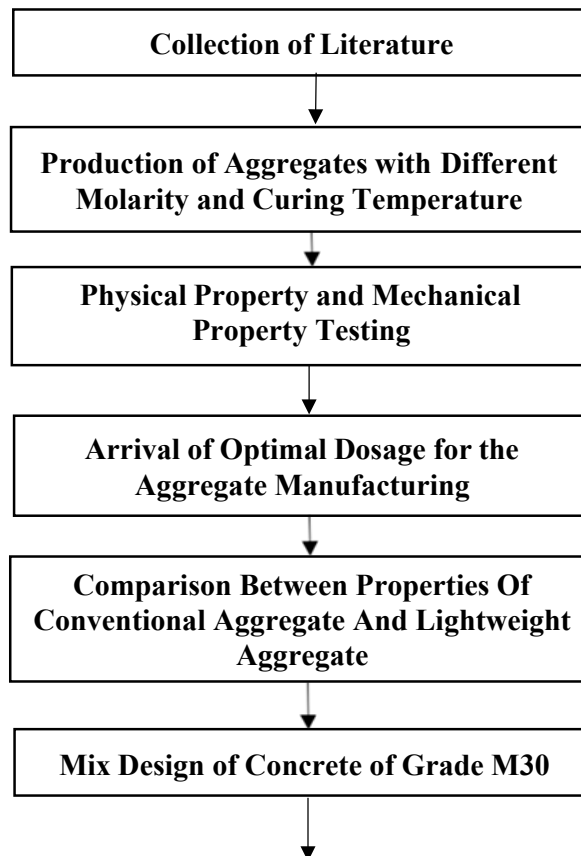 Collection of Literature
Production of Aggregates with Different
Molarity and Curing Temperature
Physical Property and Mechanical
Property Testing
Arrival of Optimal Dosage for the
Aggregate Manufacturing
Comparison Between Properties Of
Conventional Aggregate And Lightweight
Aggregate
Mix Design of Concrete of Grade M30